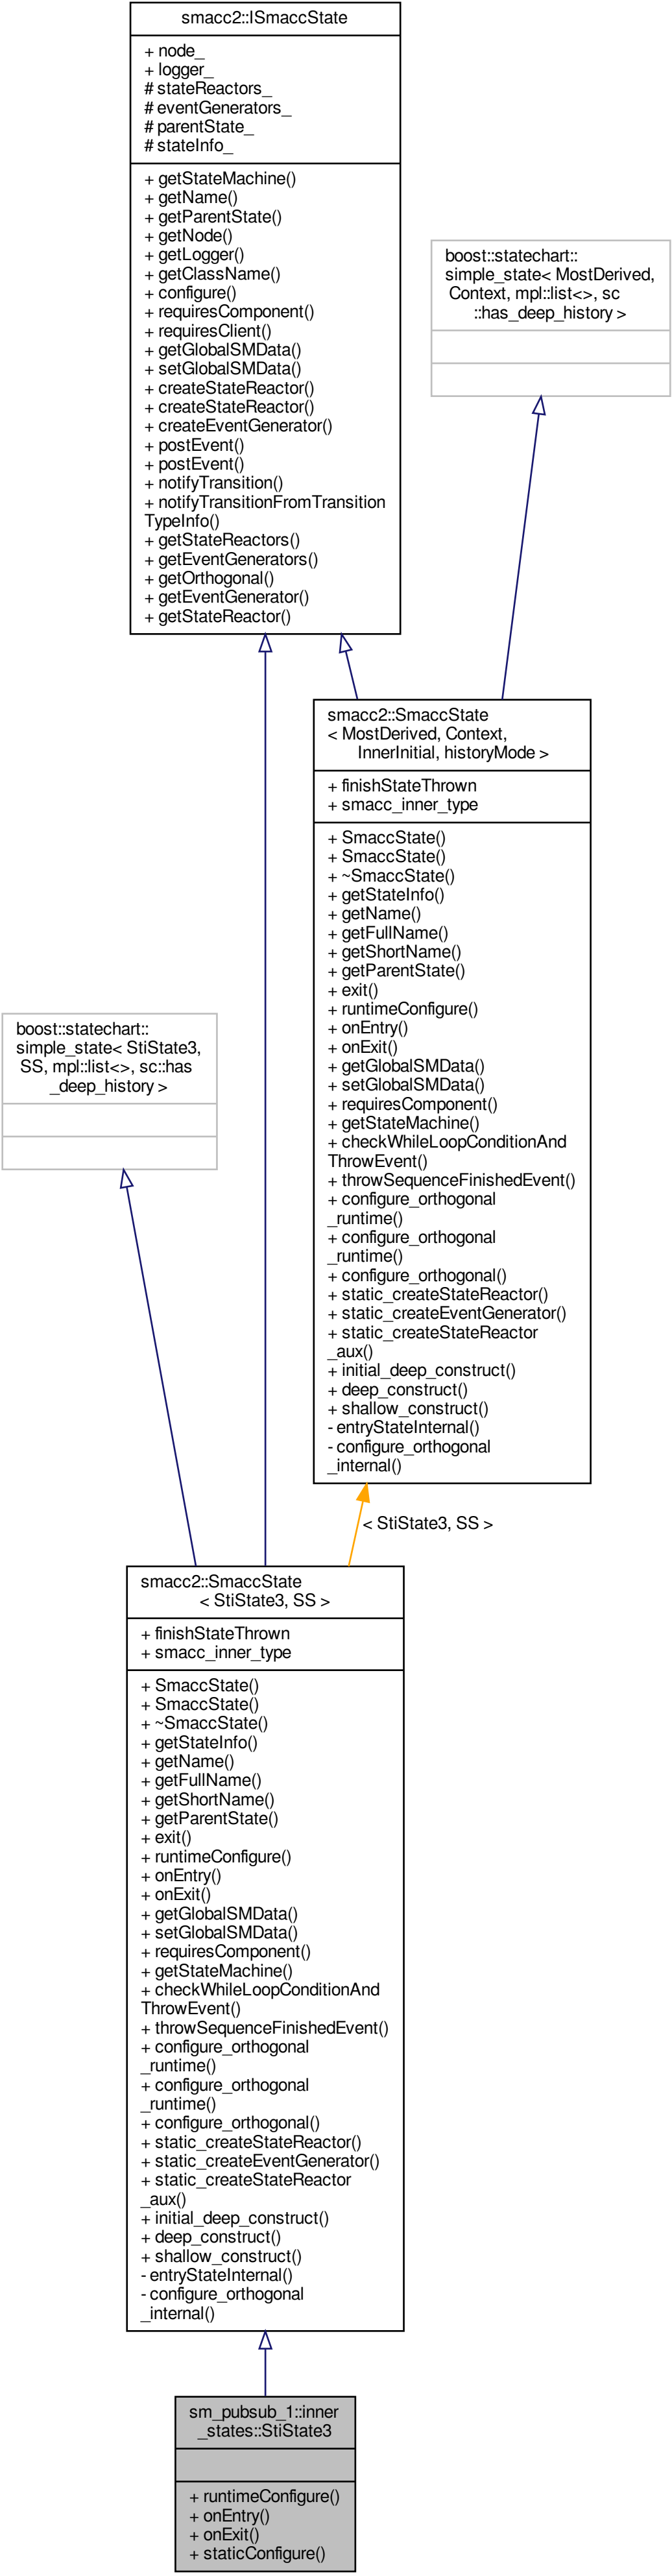 smacc2::ISmaccState
+ node_
+ logger_
# stateReactors_
# eventGenerators_
# parentState_
# stateInfo_
+ getStateMachine()
+ getName()
+ getParentState()
+ getNode()
+ getLogger()
+ getClassName()
+ configure()
+ requiresComponent()
+ requiresClient()
+ getGlobalSMData()
+ setGlobalSMData()
+ createStateReactor()
+ createStateReactor()
+ createEventGenerator()
+ postEvent()
+ postEvent()
+ notifyTransition()
+ notifyTransitionFromTransition
TypeInfo()
+ getStateReactors()
+ getEventGenerators()
+ getOrthogonal()
+ getEventGenerator()
+ getStateReactor()
boost::statechart::
simple_state< MostDerived,
Context, mpl::list<>, sc
::has_deep_history >
smacc2::SmaccState
< MostDerived, Context,
InnerInitial, historyMode >
+ finishStateThrown
+ smacc_inner_type
+ SmaccState()
+ SmaccState()
+ ~SmaccState()
+ getStateInfo()
+ getName()
+ getFullName()
+ getShortName()
+ getParentState()
+ exit()
+ runtimeConfigure()
+ onEntry()
+ onExit()
+ getGlobalSMData()
+ setGlobalSMData()
+ requiresComponent()
+ getStateMachine()
+ checkWhileLoopConditionAnd
ThrowEvent()
+ throwSequenceFinishedEvent()
+ configure_orthogonal
_runtime()
+ configure_orthogonal
_runtime()
+ configure_orthogonal()
+ static_createStateReactor()
+ static_createEventGenerator()
+ static_createStateReactor
_aux()
+ initial_deep_construct()
+ deep_construct()
+ shallow_construct()
- entryStateInternal()
- configure_orthogonal
_internal()
boost::statechart::
simple_state< StiState3,
SS, mpl::list<>, sc::has
_deep_history >
< StiState3, SS >
smacc2::SmaccState
< StiState3, SS >
+ finishStateThrown
+ smacc_inner_type
+ SmaccState()
+ SmaccState()
+ ~SmaccState()
+ getStateInfo()
+ getName()
+ getFullName()
+ getShortName()
+ getParentState()
+ exit()
+ runtimeConfigure()
+ onEntry()
+ onExit()
+ getGlobalSMData()
+ setGlobalSMData()
+ requiresComponent()
+ getStateMachine()
+ checkWhileLoopConditionAnd
ThrowEvent()
+ throwSequenceFinishedEvent()
+ configure_orthogonal
_runtime()
+ configure_orthogonal
_runtime()
+ configure_orthogonal()
+ static_createStateReactor()
+ static_createEventGenerator()
+ static_createStateReactor
_aux()
+ initial_deep_construct()
+ deep_construct()
+ shallow_construct()
- entryStateInternal()
- configure_orthogonal
_internal()
sm_pubsub_1::inner
_states::StiState3
+ runtimeConfigure()
+ onEntry()
+ onExit()
+ staticConfigure()